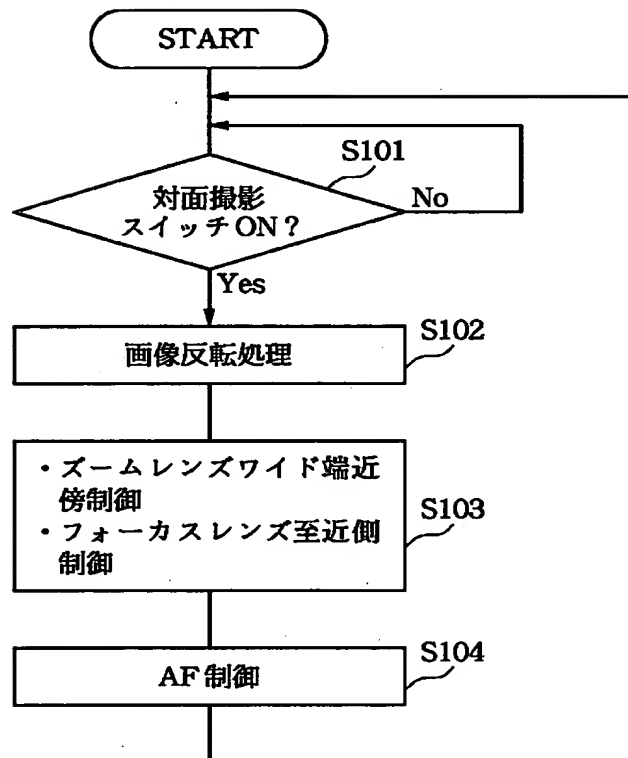 START
S101
対面撮影
スイッチON？
No
Yes
S102
画像反転処理
・ズームレンズワイド端近
傍制御
・フォーカスレンズ至近側
制御
S103
S104
AF制御